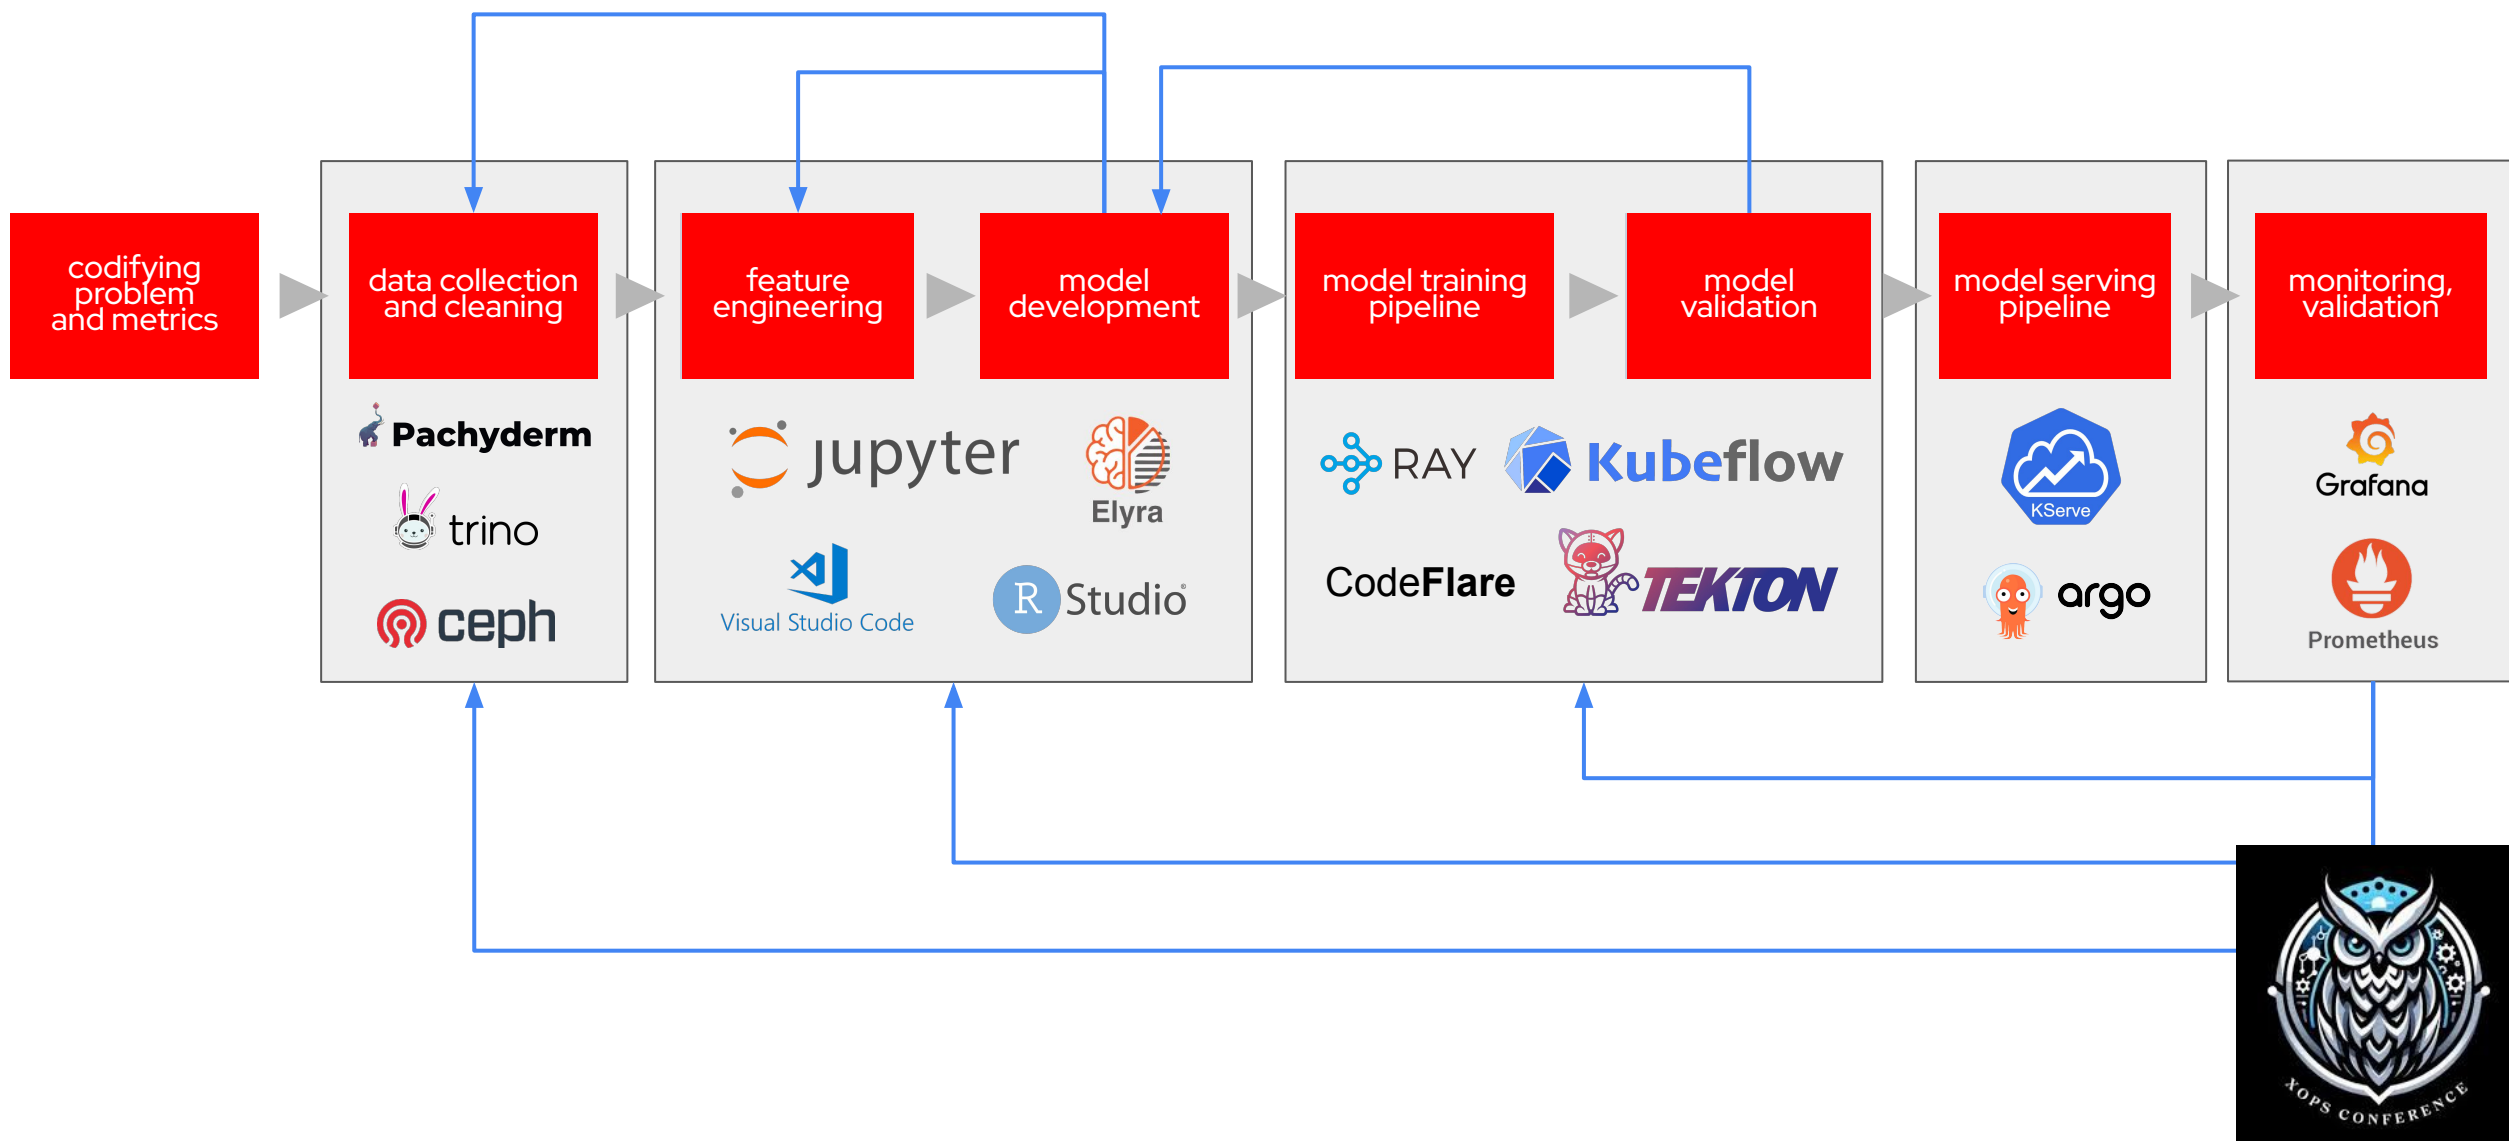 codifying
problem
and metrics
data collection
and cleaning
feature
engineering
model
development
model training
pipeline
model
validation
model serving
pipeline
monitoring,
validation
Pachyderm
trino
ceph
jupyter
Elyra
Visual Studio Code
R Studio
RAY
Kubeflow
CodeFlare
TEKTON
KServe
argo
Grafana
Prometheus
XOPS CONFERENCE